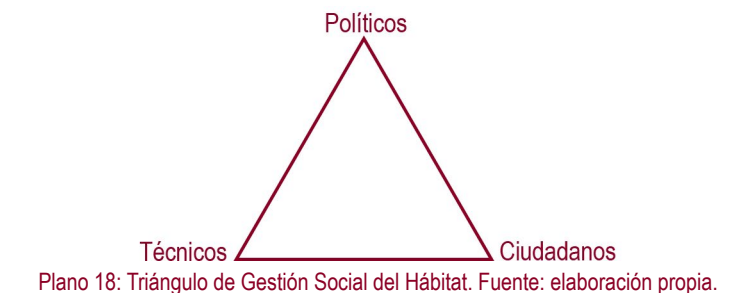 Políticos
Técnicos
Ciudadanos
Plano 18: Triángulo de Gestión Social del Hábitat. Fuente: elaboración propia.